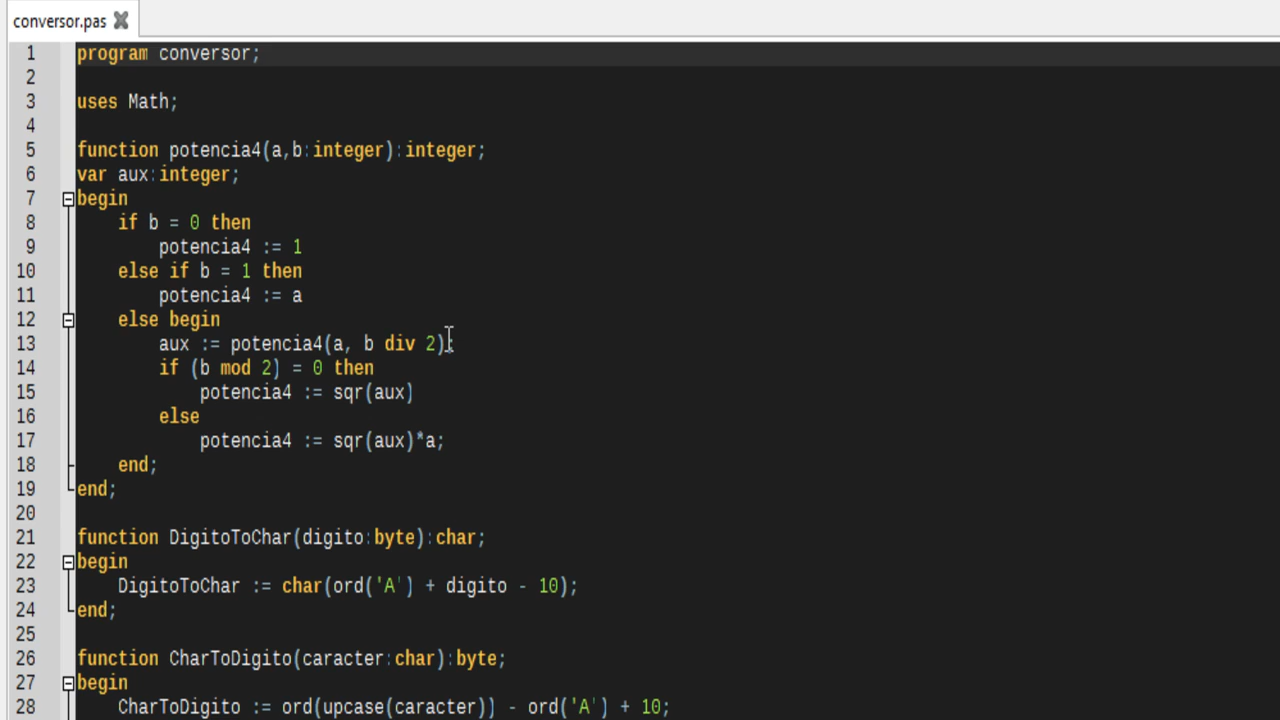 conversor.pas
1 program conversor;
2
3 uses Math;
4
5 function potencia4(a,b:integer):integer;
6 var aux:integer;
7 begin
8 if b = 0 then
9 potencia4 := 1
10 else if b = 1 then
11 potencia4 := a
12 else begin
13 aux := potencia4(a, b div 2);
14 if (b mod 2) = 0 then
15 potencia4 := sqr(aux)
16 else
17 potencia4 := sqr(aux)*a;
18 end;
19 end;
20
21 function DigitoToChar(digito:byte):char;
22 begin
23 DigitoToChar := char(ord('A') + digito - 10);
24 end;
25
26 function CharToDigito(caracter:char):byte;
27 begin
28 CharToDigito := ord(upcase(caracter)) - ord('A') + 10;